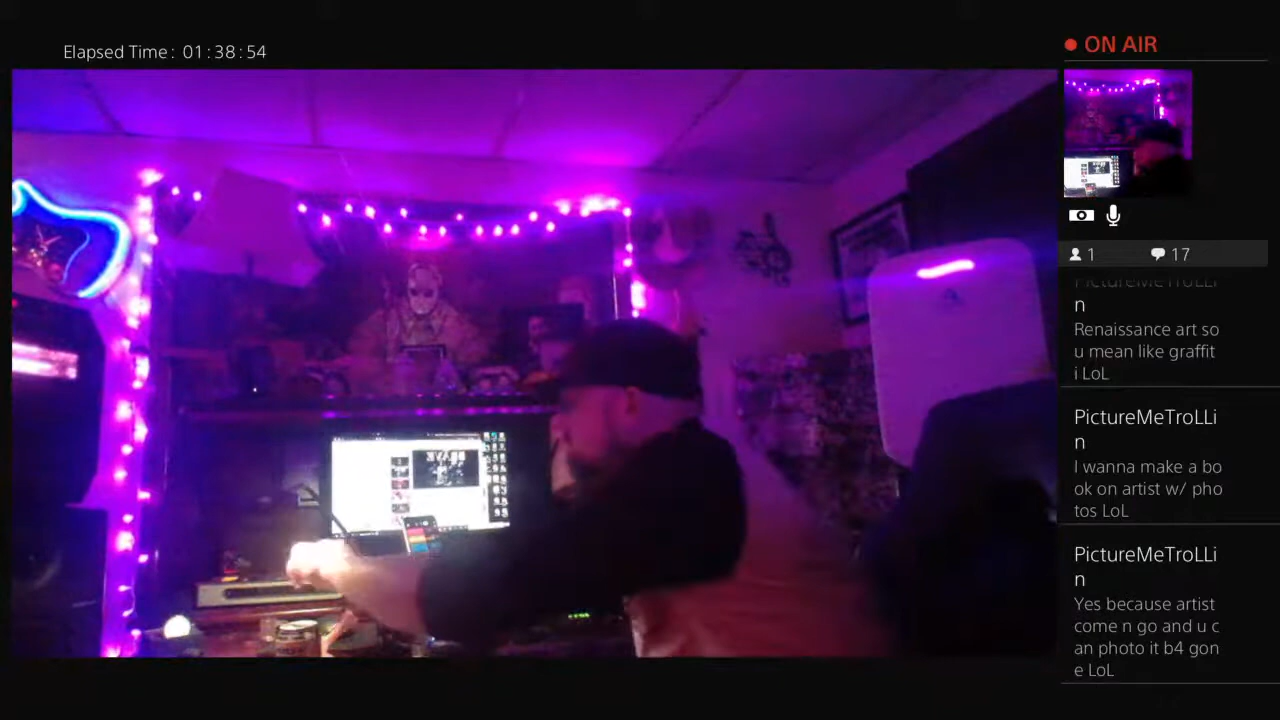 Elapsed Time: 01:38:54
ON AIR
1
17
PictureMeTroLLi
n
Renaissance art so
u mean like graffit
i LoL
PictureMeTroLLi
n
I wanna make a bo
ok on artist w/ pho
tos LoL
PictureMeTroLLi
n
Yes because artist
come n go and u c
an photo it b4 gon
e LoL